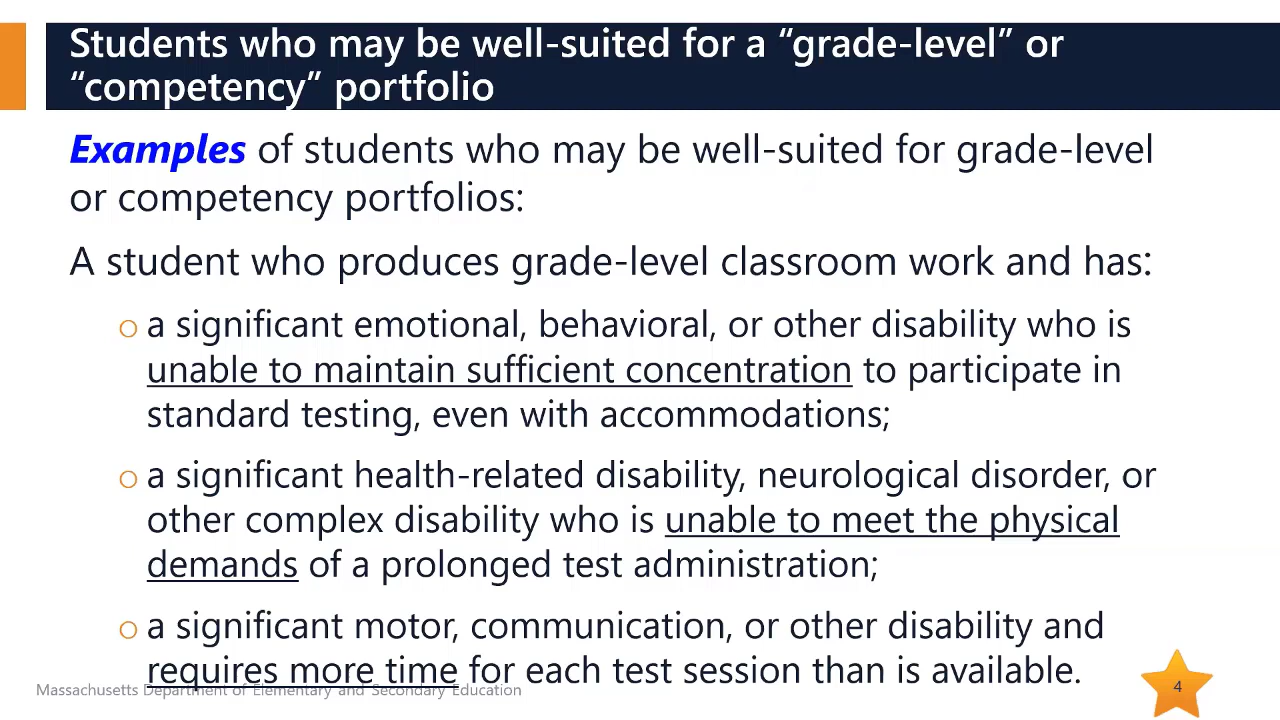 Students who may be well-suited for a “grade-level” or
“competency” portfolio
Examples of students who may be well-suited for grade-level
or competency portfolios:
A student who produces grade-level classroom work and has:
o a significant emotional, behavioral, or other disability who is
unable to maintain sufficient concentration to participate in
standard testing, even with accommodations;
o a significant health-related disability, neurological disorder, or
other complex disability who is unable to meet the physical
demands of a prolonged test administration;
o a significant motor, communication, or other disability and
requires more time for each test session than is available.
Massachusetts Department of Elementary and Secondary Education
4